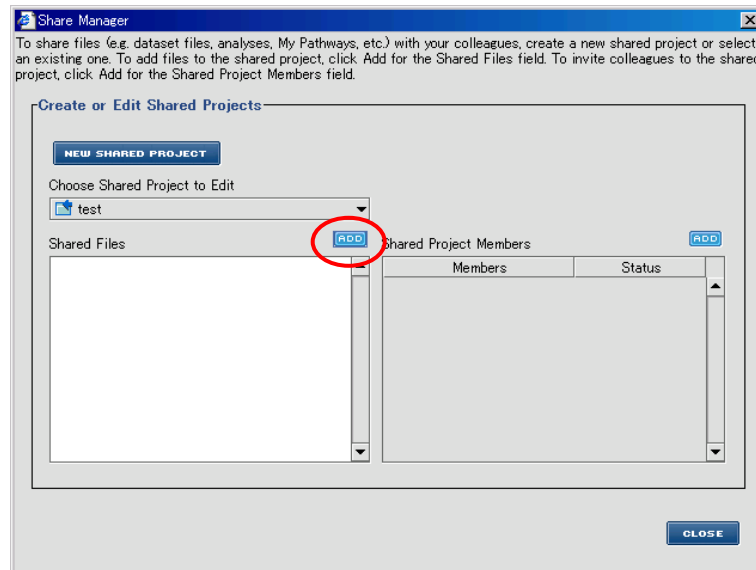 Share Manager
To share files (e.g. dataset files, analyses, My Pathways, etc.) with your colleagues, create a new shared project or select
an existing one. To add files to the shared project, click Add for the Shared Files field. To invite colleagues to the shared
project, click Add for the Shared Project Members field.
Create or Edit Shared Projects
NEW SHARED PROJECT
Choose Shared Project to Edit
test
Shared Files ADD Shared Project Members ADD
Members Status
CLOSE